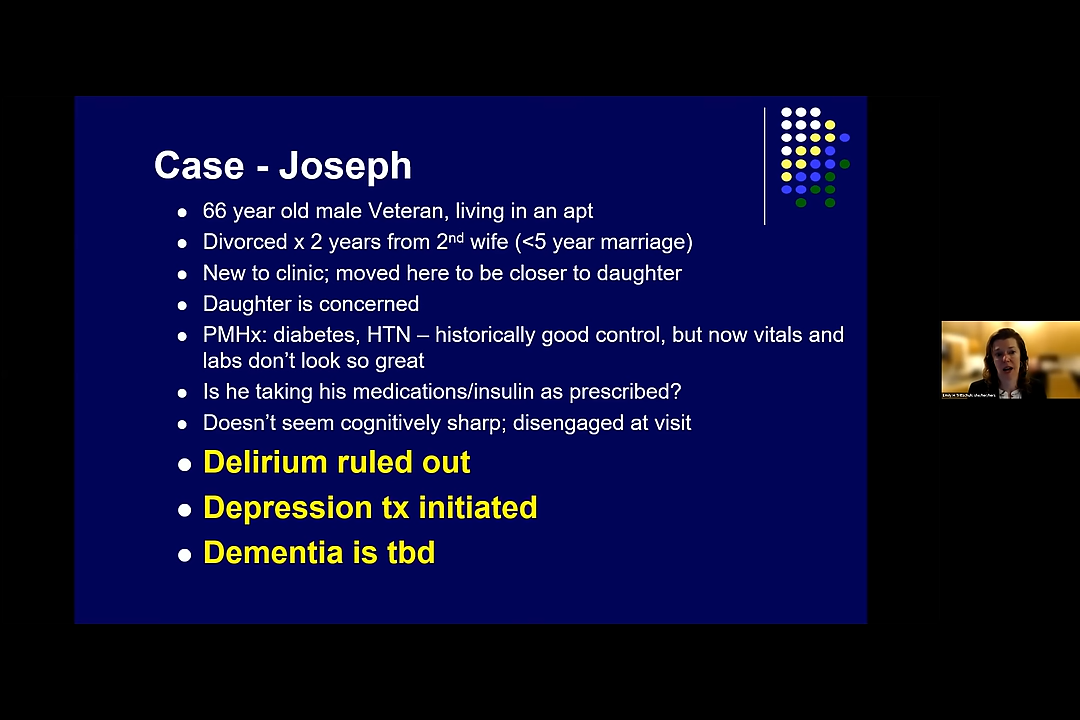 Case - Joseph
● 66 year old male Veteran, living in an apt
● Divorced x 2 years from 2nd wife (<5 year marriage)
● New to clinic; moved here to be closer to daughter
● Daughter is concerned
● PMHx: diabetes, HTN – historically good control, but now vitals and
labs don't look so great
● Is he taking his medications/insulin as prescribed?
● Doesn't seem cognitively sharp; disengaged at visit
● Delirium ruled out
● Depression tx initiated
● Dementia is tbd